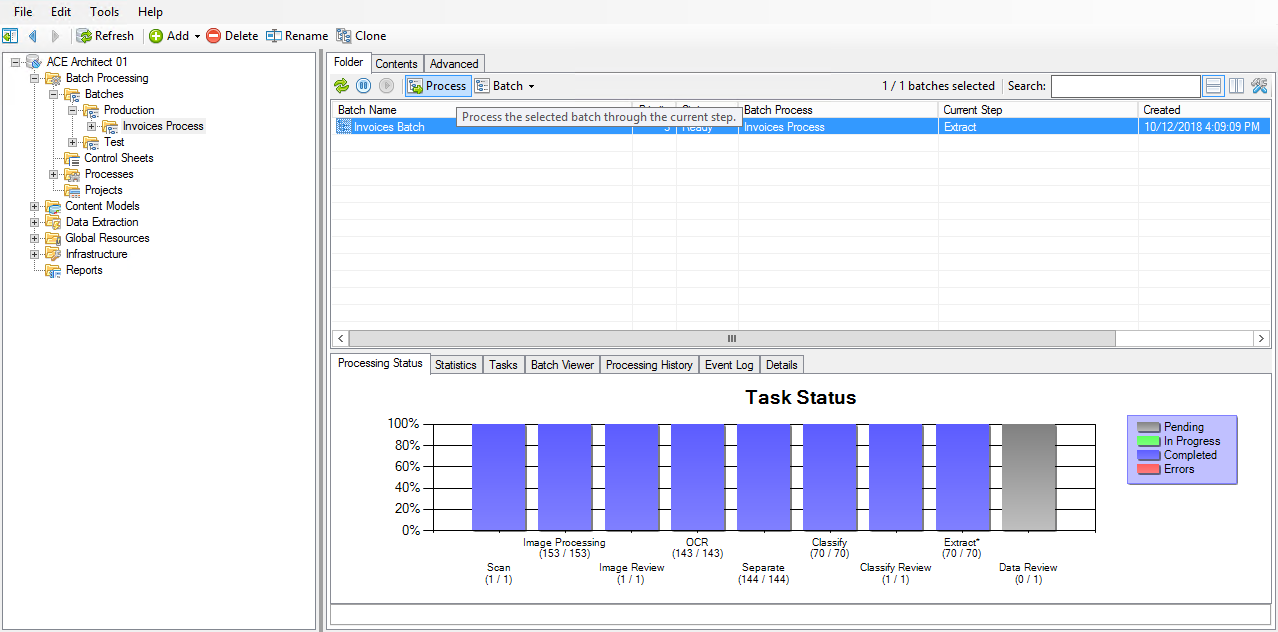 File Edit Tools Help
Refresh Add Delete Rename Clone
ACE Architect 01
Batch Processing
Batches
Production
Invoices Process
Test
Control Sheets
Processes
Projects
Content Models
Data Extraction
Global Resources
Infrastructure
Reports
Folder Contents Advanced
Process Batch 1 / 1 batches selected Search:
Batch Name Batch Process Current Step Created
Process the selected batch through the current step.
Invoices Batch 3 Ready Invoices Process Extract 10/12/2018 4:09:09 PM
Processing Status Statistics Tasks Batch Viewer Processing History Event Log Details
Task Status
100%
80%
60%
40%
20%
0%
Pending
In Progress
Completed
Errors
Image Processing OCR Classify Extract*
(153 / 153) (143 / 143) (70 / 70) (70 / 70)
Scan Image Review Separate Classify Review Data Review
(1 / 1) (1 / 1) (144 / 144) (1 / 1) (0 / 1)